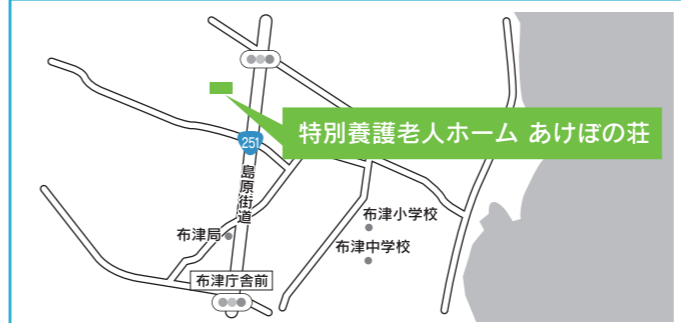 特別養護老人ホーム あけぼの荘
251
島原街道
布津小学校
布津局
布津中学校
布津庁舎前